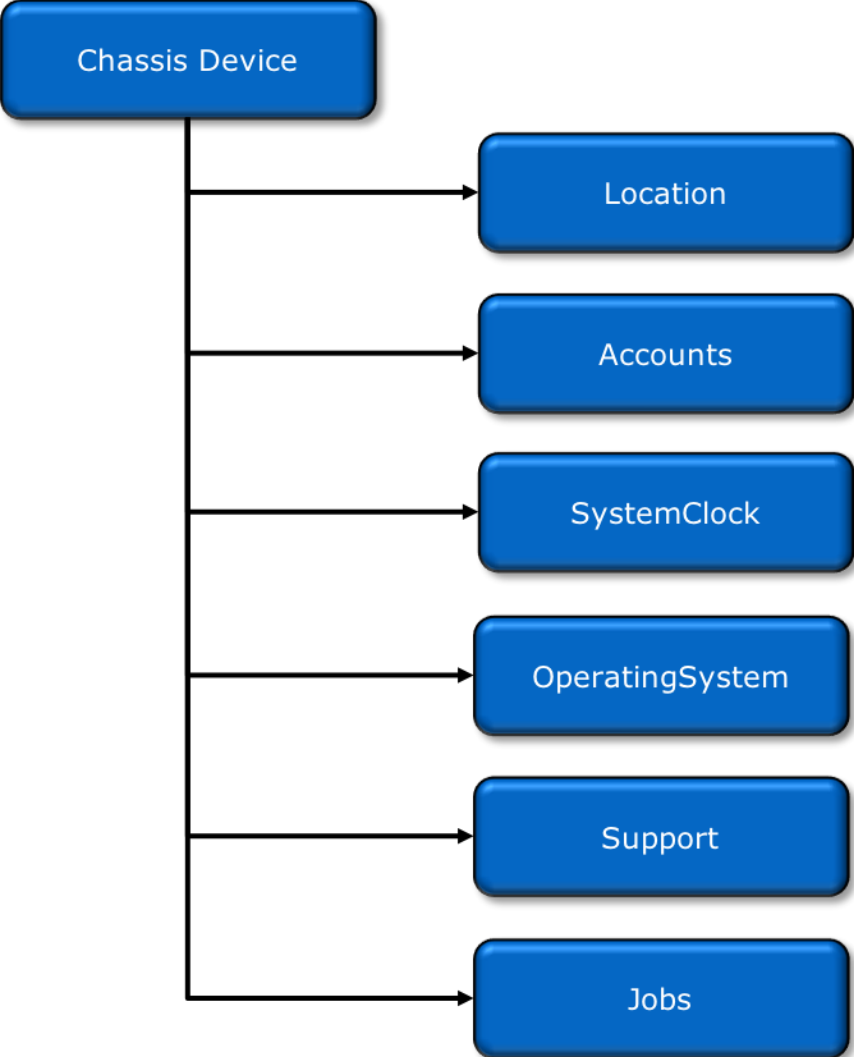 Chassis Device
Location
Accounts
SystemClock
OperatingSystem
Support
Jobs